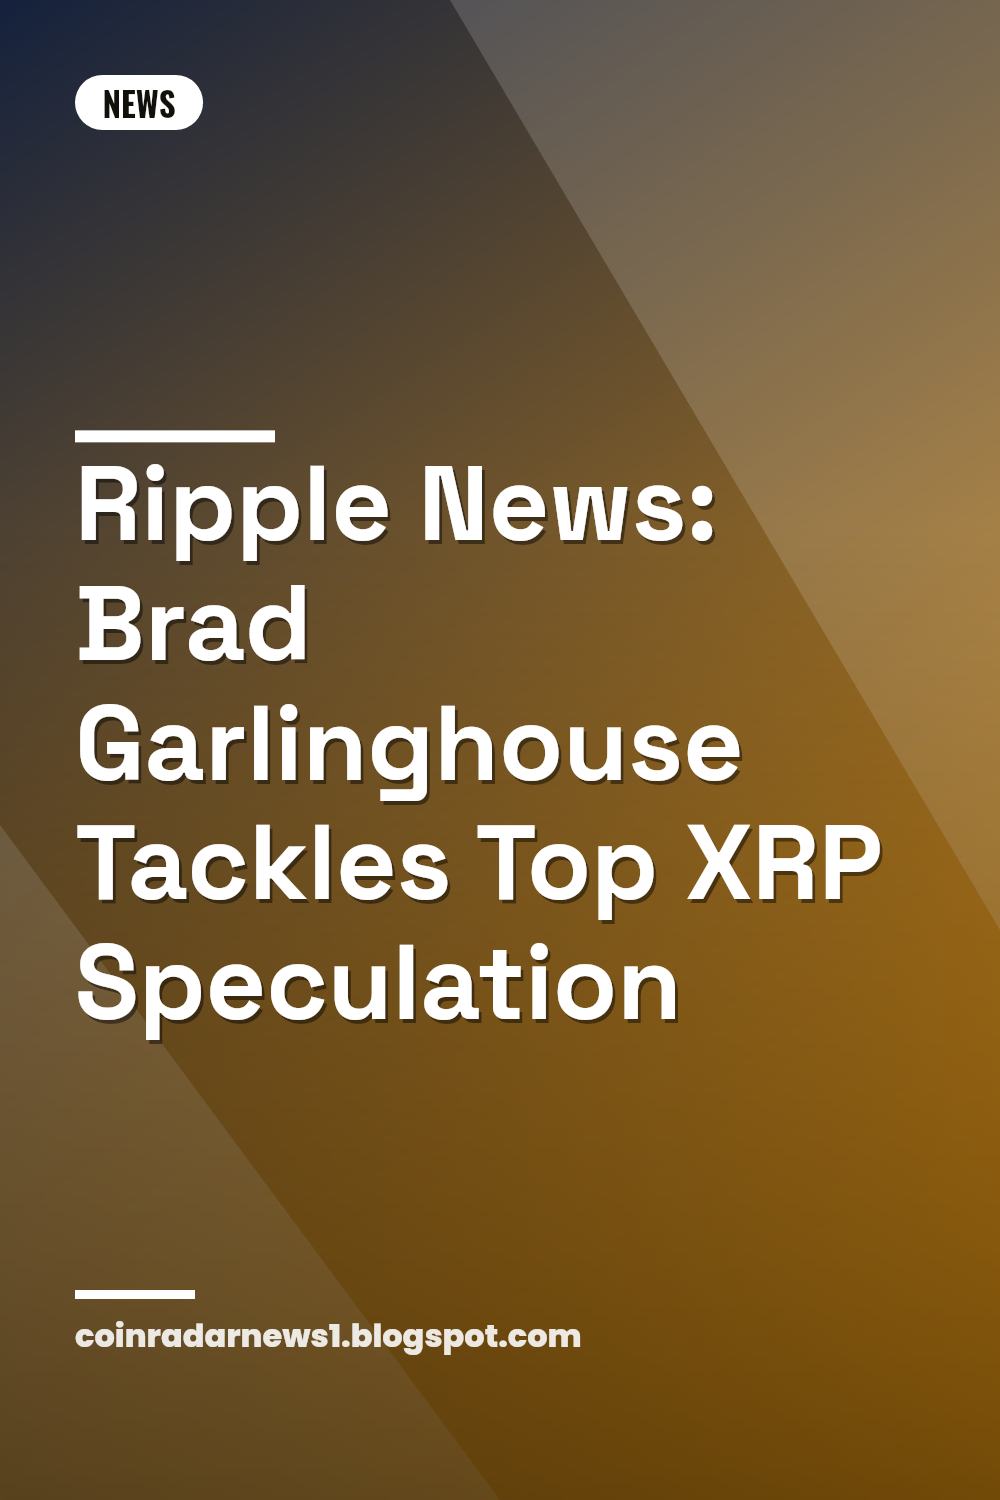 NEWS
Ripple News:
Brad
Garlinghouse
Tackles Top XRP
Speculation
coinradarnews1.blogspot.com